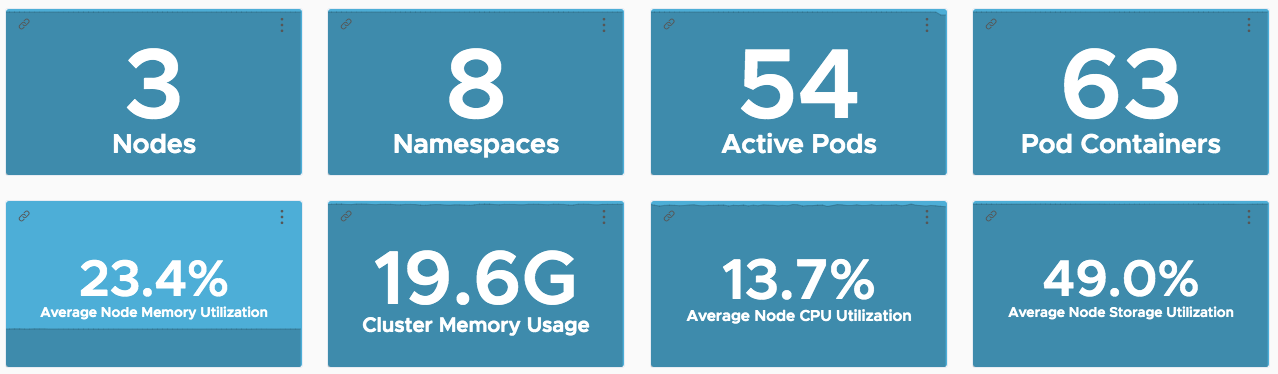 3
Nodes
8
Namespaces
54
Active Pods
63
Pod Containers
23.4%
Average Node Memory Utilization
19.6G
Cluster Memory Usage
13.7%
Average Node CPU Utilization
49.0%
Average Node Storage Utilization